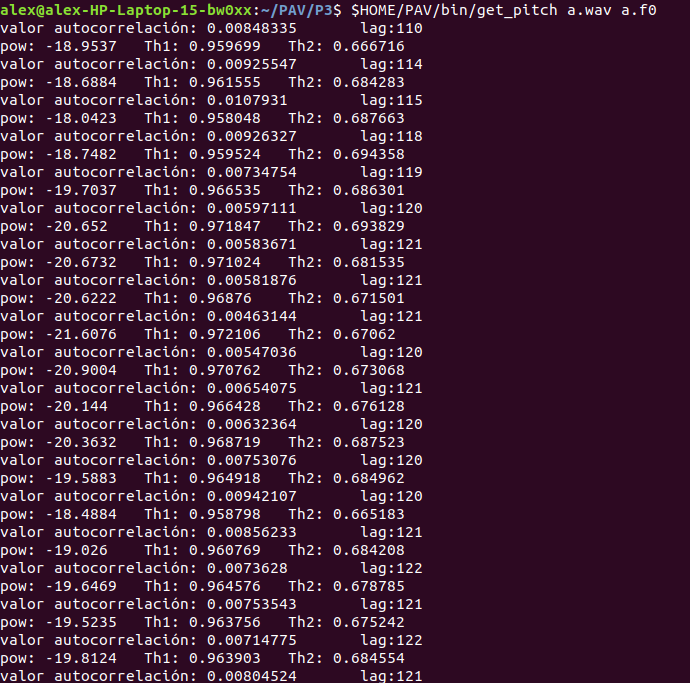 alex@alex-HP-Laptop-15-bw0xx:~/PAV/P3$ $HOME/PAV/bin/get_pitch a.wav a.f0
valor autocorrelación: 0.00848335 lag:110
pow: -18.9537 Th1: 0.959699 Th2: 0.666716
valor autocorrelación: 0.00925547 lag:114
pow: -18.6884 Th1: 0.961555 Th2: 0.684283
valor autocorrelación: 0.0107931 lag:115
pow: -18.0423 Th1: 0.958048 Th2: 0.687663
valor autocorrelación: 0.00926327 lag:118
pow: -18.7482 Th1: 0.959524 Th2: 0.694358
valor autocorrelación: 0.00734754 lag:119
pow: -19.7037 Th1: 0.966535 Th2: 0.686301
valor autocorrelación: 0.00597111 lag:120
pow: -20.652 Th1: 0.971847 Th2: 0.693829
valor autocorrelación: 0.00583671 lag:121
pow: -20.6732 Th1: 0.971024 Th2: 0.681535
valor autocorrelación: 0.00581876 lag:121
pow: -20.6222 Th1: 0.96876 Th2: 0.671501
valor autocorrelación: 0.00463144 lag:121
pow: -21.6076 Th1: 0.972106 Th2: 0.67062
valor autocorrelación: 0.00547036 lag:120
pow: -20.9004 Th1: 0.970762 Th2: 0.673068
valor autocorrelación: 0.00654075 lag:121
pow: -20.144 Th1: 0.966428 Th2: 0.676128
valor autocorrelación: 0.00632364 lag:120
pow: -20.3632 Th1: 0.968719 Th2: 0.687523
valor autocorrelación: 0.00753076 lag:120
pow: -19.5883 Th1: 0.964918 Th2: 0.684962
valor autocorrelación: 0.00942107 lag:120
pow: -18.4884 Th1: 0.958798 Th2: 0.665183
valor autocorrelación: 0.00856233 lag:121
pow: -19.026 Th1: 0.960769 Th2: 0.684208
valor autocorrelación: 0.0073628 lag:122
pow: -19.6469 Th1: 0.964576 Th2: 0.678785
valor autocorrelación: 0.00753543 lag:121
pow: -19.5235 Th1: 0.963756 Th2: 0.675242
valor autocorrelación: 0.00714775 lag:122
pow: -19.8124 Th1: 0.963903 Th2: 0.684554
valor autocorrelación: 0.00804524 lag:121